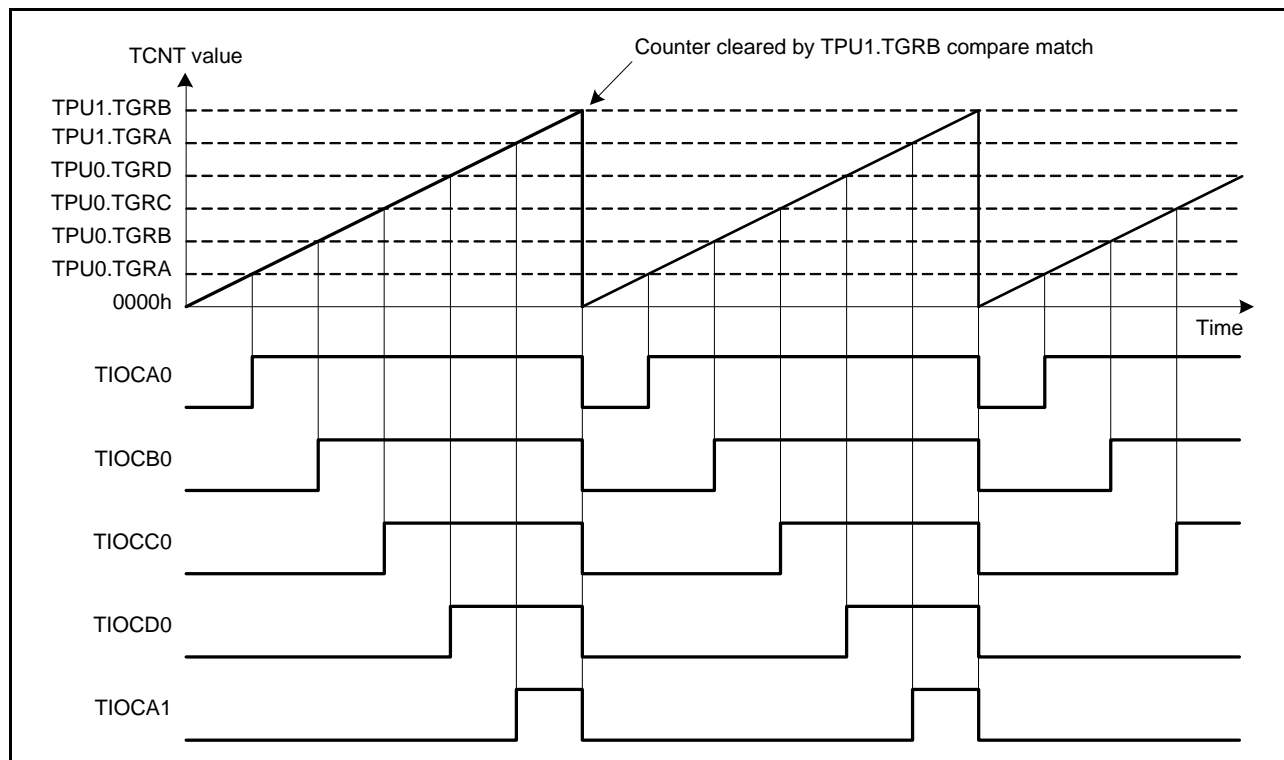 Counter cleared by TPU1.TGRB compare match
TCNT value
TPU1.TGRB
TPU1.TGRA
TPU0.TGRD
TPU0.TGRC
TPU0.TGRB
TPU0.TGRA
0000h
Time
TIOCA0
TIOCB0
TIOCC0
TIOCD0
TIOCA1